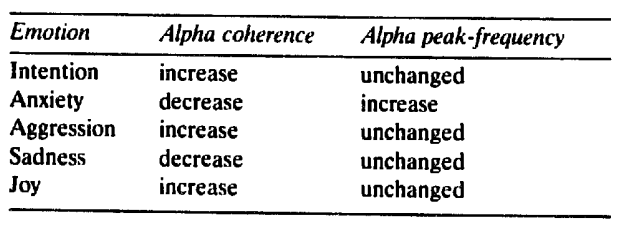 Emotion Alpha coherence Alpha peak-frequency
Intention increase unchanged
Anxiety decrease increase
Aggression increase unchanged
Sadness decrease unchanged
Joy increase unchanged